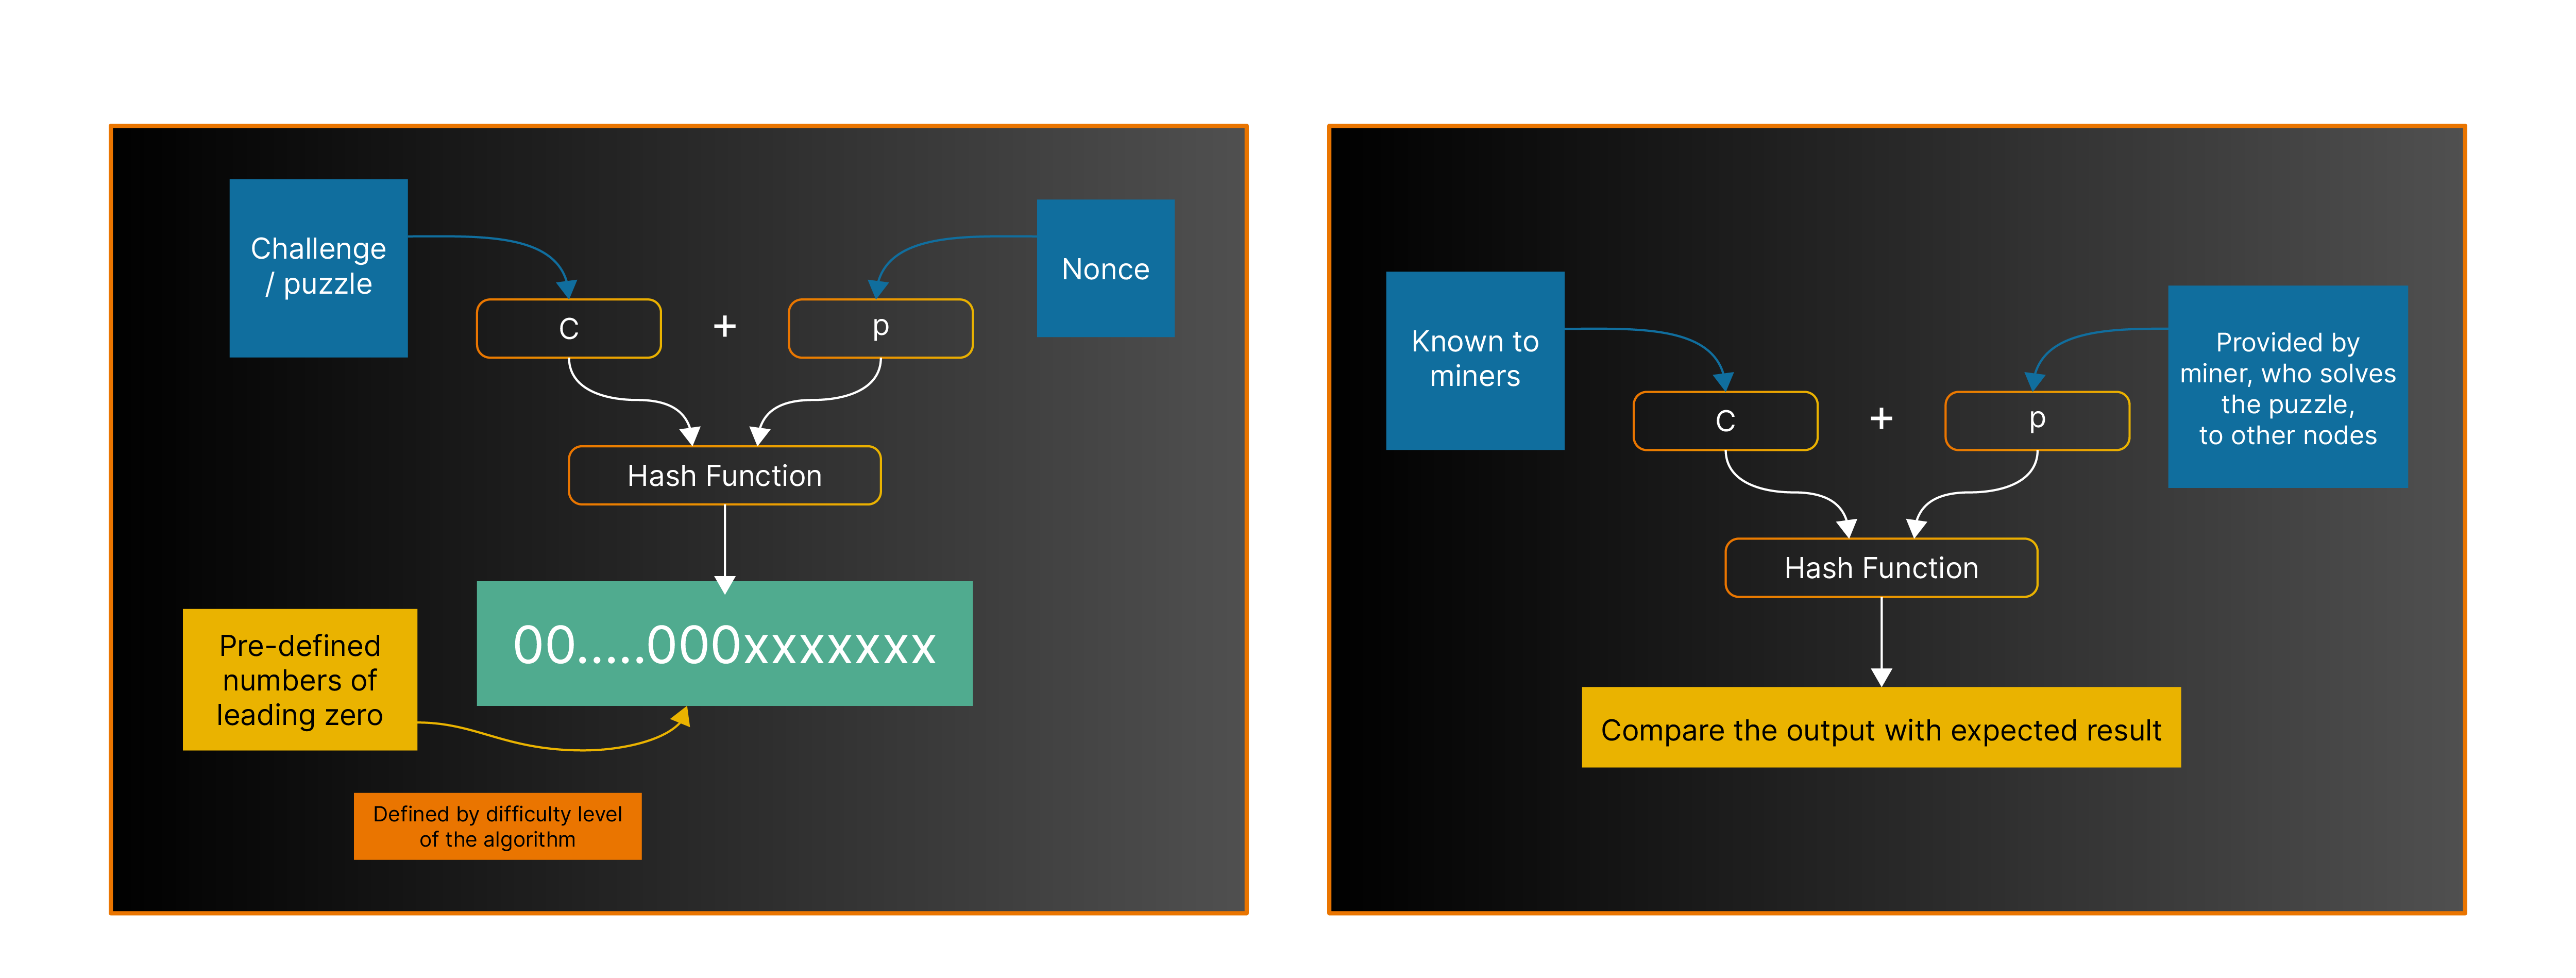 Challenge
/ puzzle
Nonce
C
+
p
Hash Function
00.....000xxxxxxx
Pre-defined
numbers of
leading zero
Defined by difficulty level
of the algorithm
Known to
miners
Provided by
miner, who solves
the puzzle,
to other nodes
C
+
p
Hash Function
Compare the output with expected result